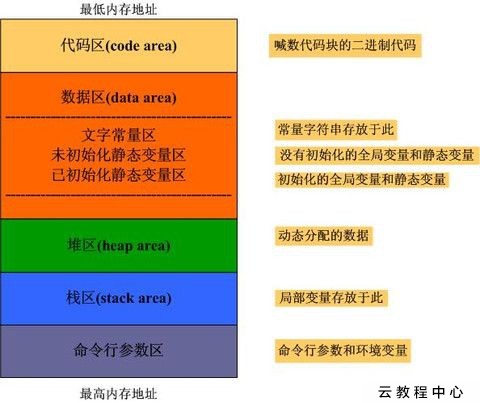 最低内存地址
代码区(code area)
喊数代码块的二进制代码
数据区(data area)
文字常量区
常量字符串存放于此
未初始化静态变量区
没有初始化的全局变量和静态变量
已初始化静态变量区
初始化的全局变量和静态变量
堆区(heap area)
动态分配的数据
栈区(stack area)
局部变量存放于此
命令行参数区
命令行参数和环境变量
最高内存地址
云教程中心